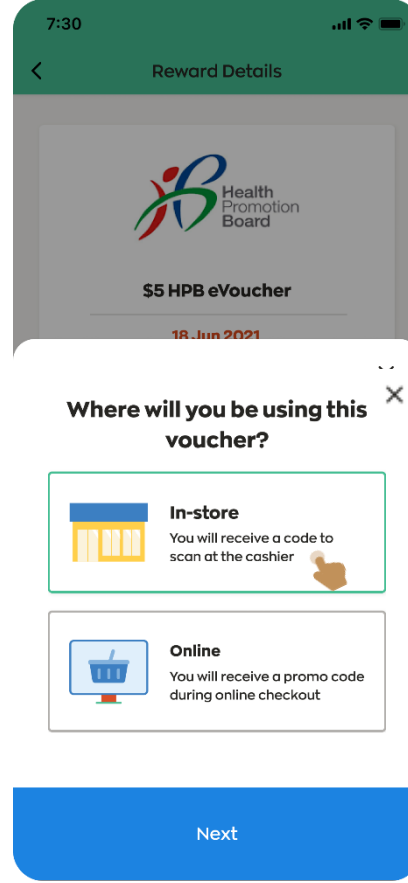 7:30
Reward Details
Health
Promotion
Board
$5 HPB eVoucher
18 Jun 2021
Where will you be using this
voucher?
In-store
You will receive a code to
scan at the cashier
Online
You will receive a promo code
during online checkout
Next